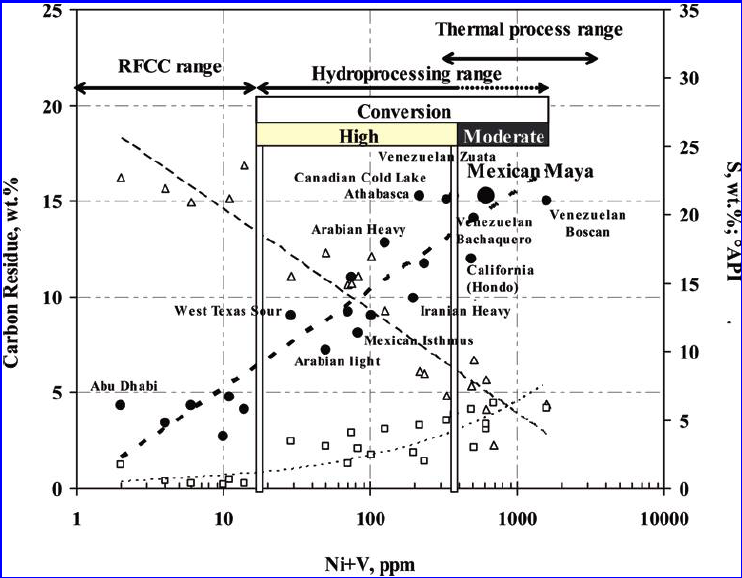 25
20
15
10
5
0
Carbon Residue, wt.%
35
30
25
20
15
10
5
0
S, wt.%; °API
Thermal process range
RFCC range
Hydroprocessing range
Conversion
High
Moderate
Venezuelan Zuata
Canadian Cold Lake
Mexican Maya
Athabasca
Arabian Heavy
Venezuelan
Bachaquero
Venezuelan
Boscan
California
(Hondo)
West Texas Sour
Iranian Heavy
Mexican Isthmus
Arabian light
Abu Dhabi
1
10
100
1000
10000
Ni+V, ppm